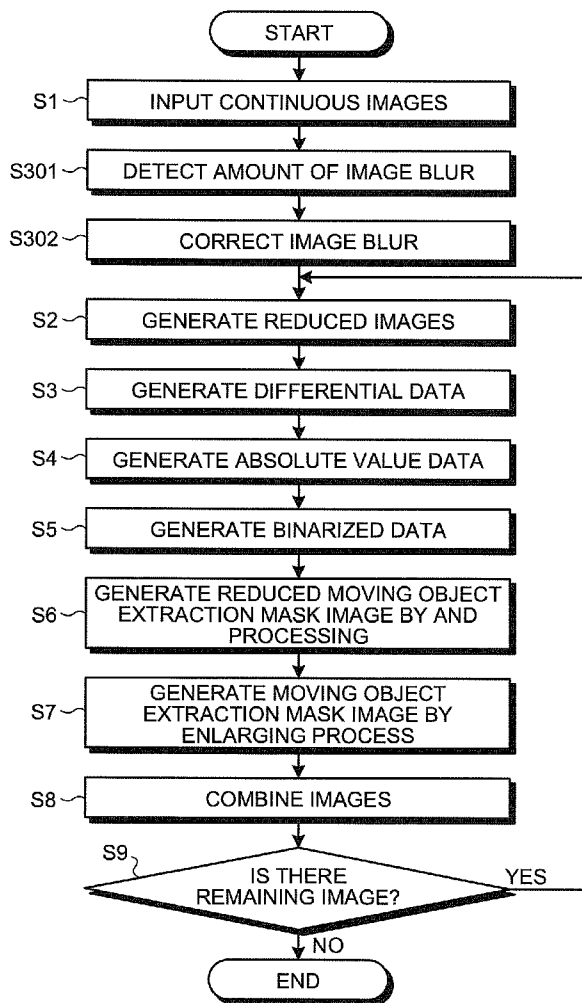 START
S1 INPUT CONTINUOUS IMAGES
S301 DETECT AMOUNT OF IMAGE BLUR
S302 CORRECT IMAGE BLUR
S2 GENERATE REDUCED IMAGES
S3 GENERATE DIFFERENTIAL DATA
S4 GENERATE ABSOLUTE VALUE DATA
S5 GENERATE BINARIZED DATA
GENERATE REDUCED MOVING OBJECT
S6 EXTRACTION MASK IMAGE BY AND
PROCESSING
GENERATE MOVING OBJECT
S7 EXTRACTION MASK IMAGE BY
ENLARGING PROCESS
S8 COMBINE IMAGES
S9
IS THERE
REMAINING IMAGE?
YES
NO
END